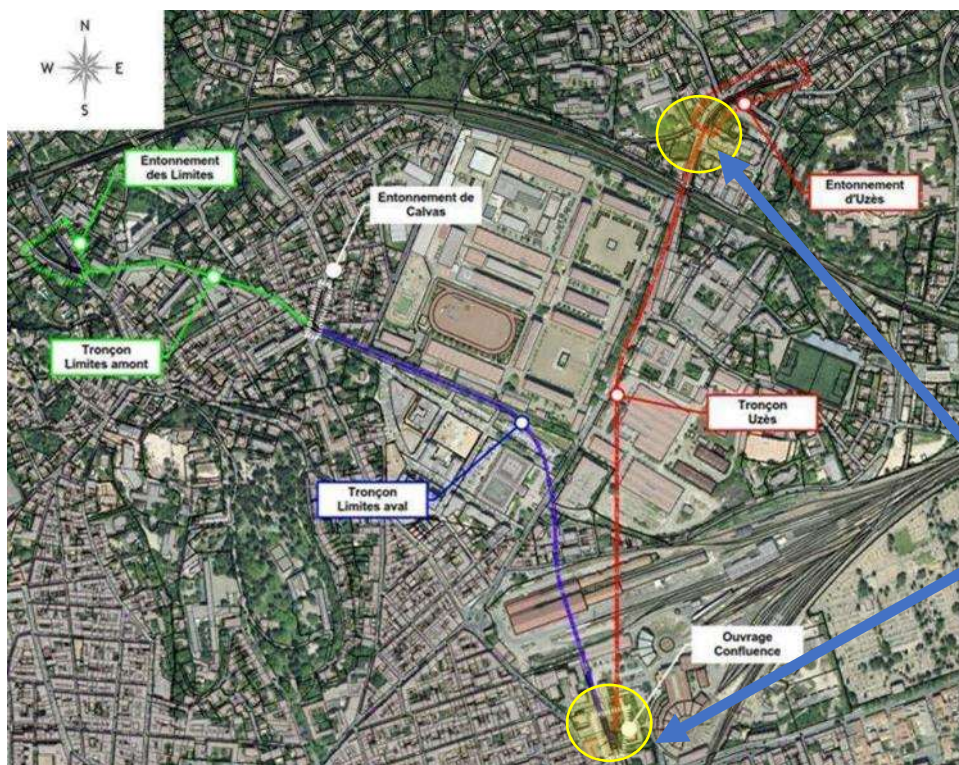 N
W E
S
Entonnement
des Limites
Entonnement de
Calvas
Entonnement
d'Uzès
Tronçon
Limites amont
Tronçon
Uzès
Tronçon
Limites aval
Ouvrage
Confluence